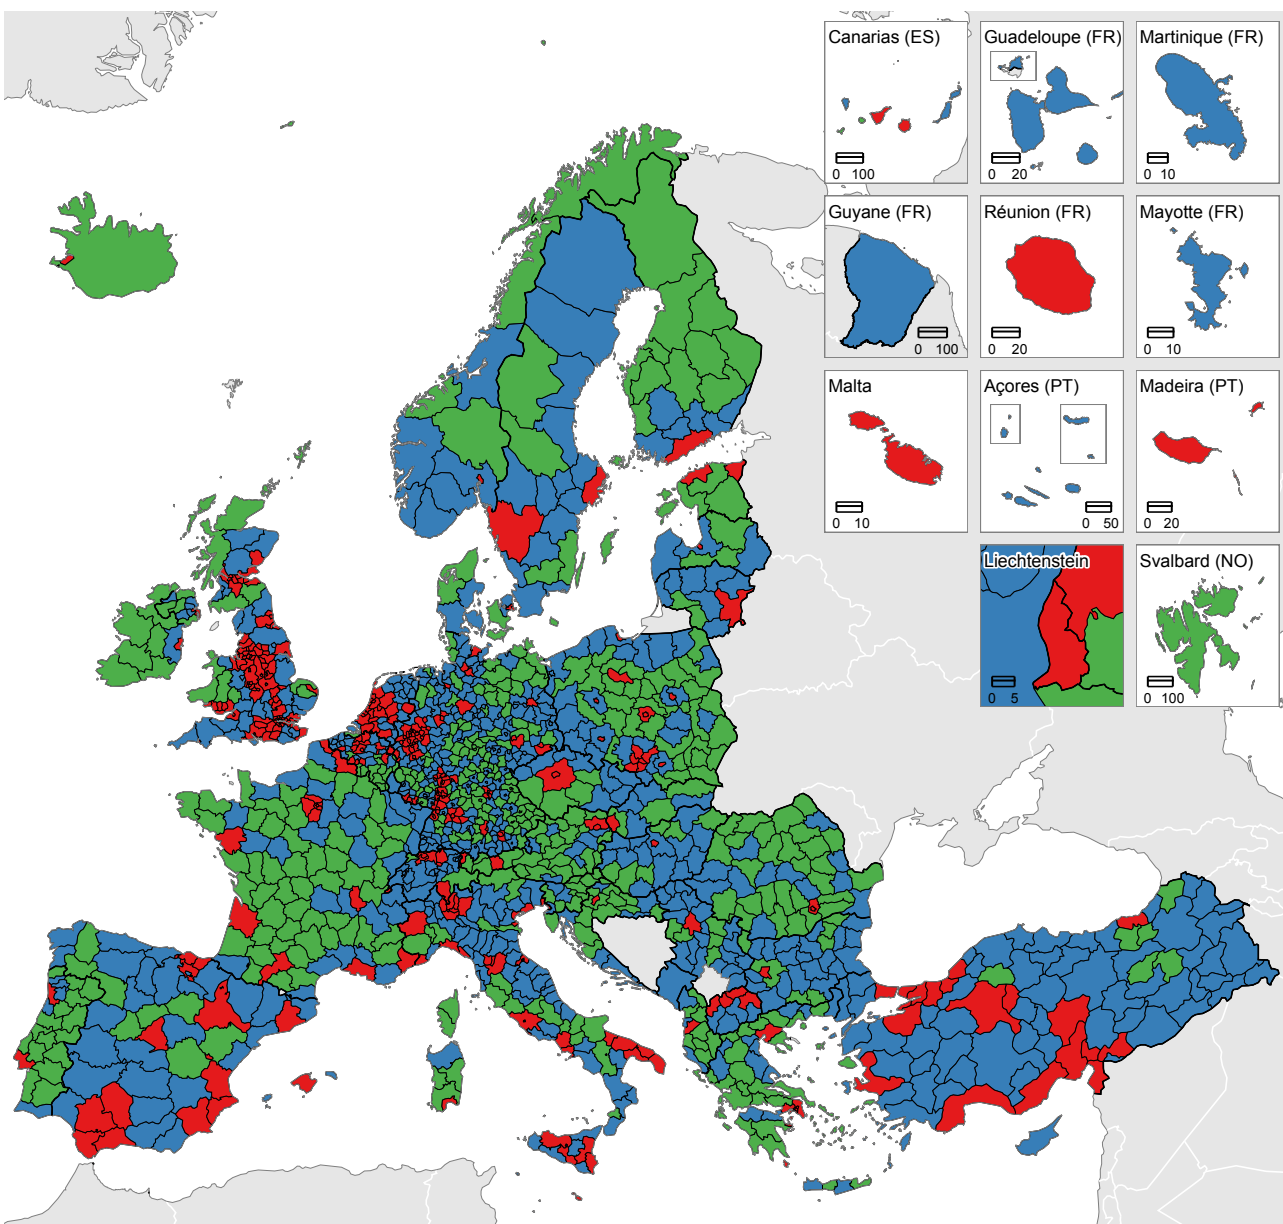 Canarias (ES)
0 100
Guadeloupe (FR)
0 20
Martinique (FR)
0 10
Guyane (FR)
0 100
Réunion (FR)
0 20
Mayotte (FR)
0 10
Malta
0 10
Açores (PT)
0 50
Madeira (PT)
0 20
Liechtenstein
0 5
Svalbard (NO)
0 100